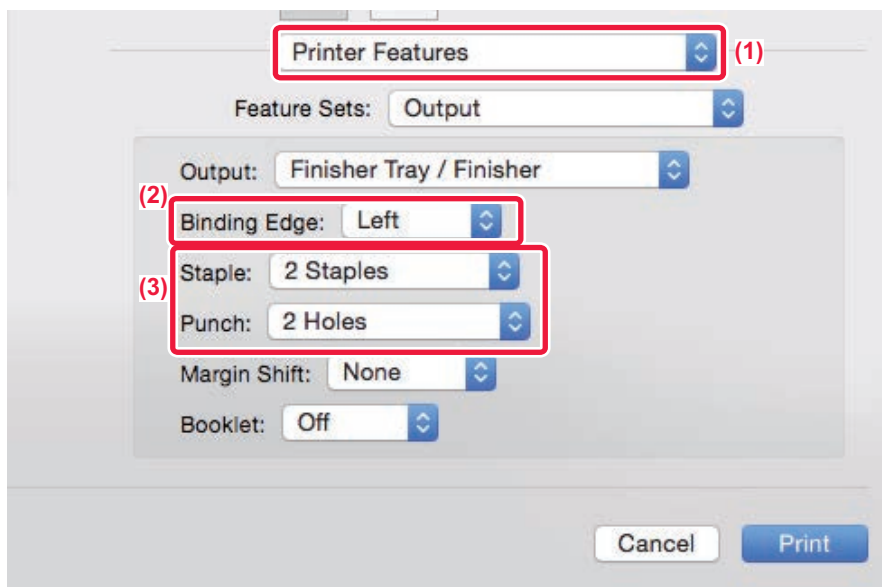 Printer Features (1)
Feature Sets: Output
Output: Finisher Tray / Finisher
(2)
Binding Edge: Left
(3)
Staple: 2 Staples
Punch: 2 Holes
Margin Shift: None
Booklet: Off
Cancel Print